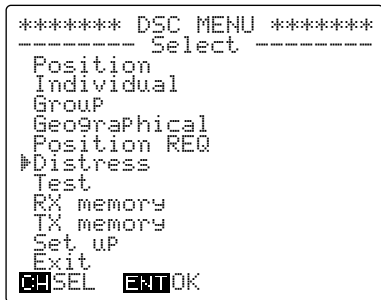 ******* DSC MENU *******
-------- Select --------
Position
Individual
Group
Geographical
Position REQ
Distress
Test
RX memory
TX memory
Set up
Exit
CH SEL ENT OK